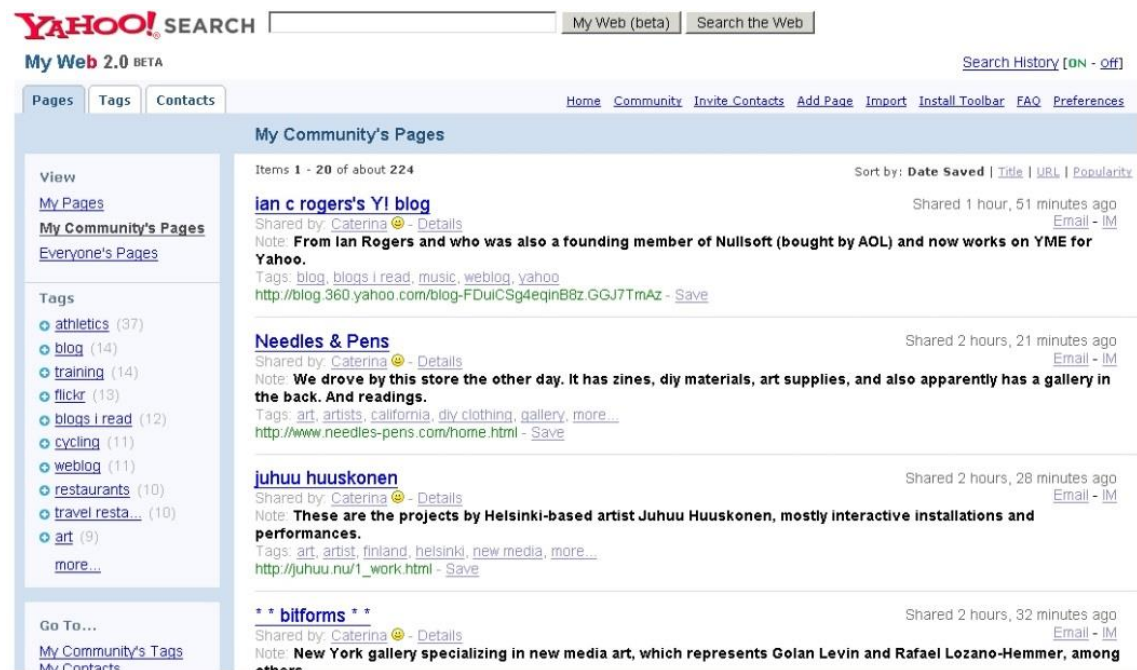 YAHOO! SEARCH My Web (beta) Search the Web
My Web 2.0 BETA
Search History [ON - Off]
Pages Tags Contacts
Home Community Invite Contacts Add Page Import Install Toolbar FAQ Preferences
My Community's Pages
View
My Pages
My Community's Pages
Everyone's Pages
Tags
athletics (37)
blog (14)
training (14)
flickr (13)
blogs i read (12)
cycling (11)
weblog (11)
restaurants (10)
travel resta... (10)
art (9)
more...
Go To...
My Community's Tags
My Contacts
Items 1 - 20 of about 224
Sort by: Date Saved | Title | URL | Popularity
ian c rogers's Y! blog
Shared 1 hour, 51 minutes ago
Shared by: Caterina - Details
Email - IM
Note: From Ian Rogers and who was also a founding member of Nullsoft (bought by AOL) and now works on YME for
Yahoo.
Tags: blog, blogs i read, music, weblog, yahoo
http://blog.360.yahoo.com/blog-FDuiCSg4eqinB8z.GGJ7TmAz - Save
Needles & Pens
Shared 2 hours, 21 minutes ago
Shared by: Caterina - Details
Email - IM
Note: We drove by this store the other day. It has zines, diy materials, art supplies, and also apparently has a gallery in
the back. And readings.
Tags: art, artists, california, diy clothing, gallery, more...
http://www.needles-pens.com/home.html - Save
juhuu huuskonen
Shared 2 hours, 28 minutes ago
Shared by: Caterina - Details
Email - IM
Note: These are the projects by Helsinki-based artist Juhuu Huuskonen, mostly interactive installations and
performances.
Tags: art, artist, finland, helsinki, new media, more...
http://juhuu.nu/1_work.html - Save
* * bitforms * *
Shared 2 hours, 32 minutes ago
Shared by: Caterina - Details
Email - IM
Note: New York gallery specializing in new media art, which represents Golan Levin and Rafael Lozano-Hemmer, among
others.